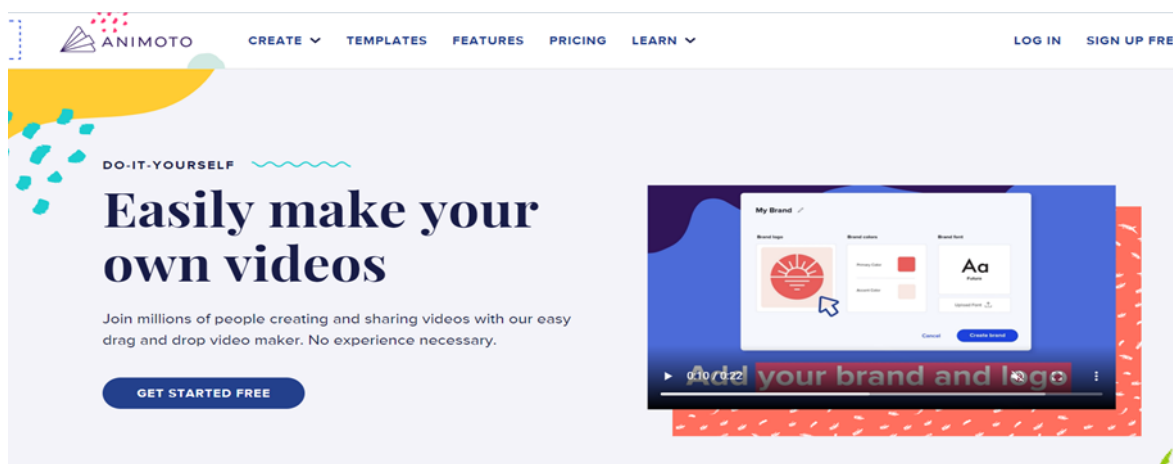 ANIMOTO
CREATE TEMPLATES FEATURES PRICING LEARN
LOG IN SIGN UP FRE
DO-IT-YOURSELF
Easily make your
own videos
Join millions of people creating and sharing videos with our easy
drag and drop video maker. No experience necessary.
GET STARTED FREE
My Brand
Brand logo Brand colors Brand font
Primary Color
Accent Color
Aa
Futura
Upload Font
Cancel Create brand
Add your brand and logo
0:10 / 0:22